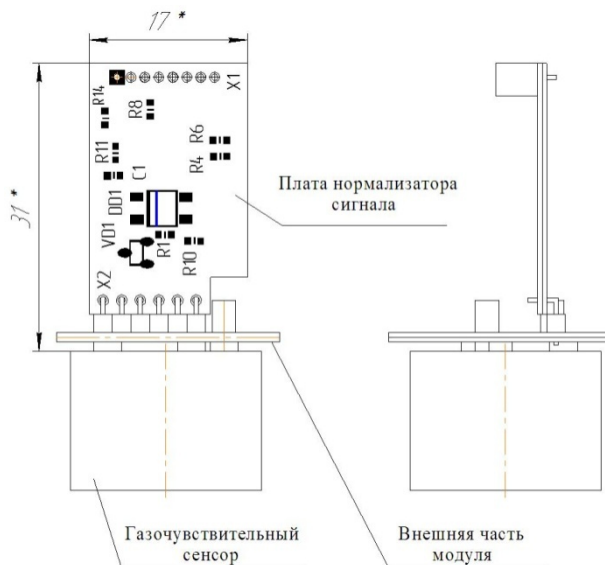 17 *
31 *
R14
R8
X1
R11
R6
R4
C1
DD1
VD1
R1
R10
X2
Плата нормализатора
сигнала
Газочувствительный
сенсор
Внешняя часть
модуля